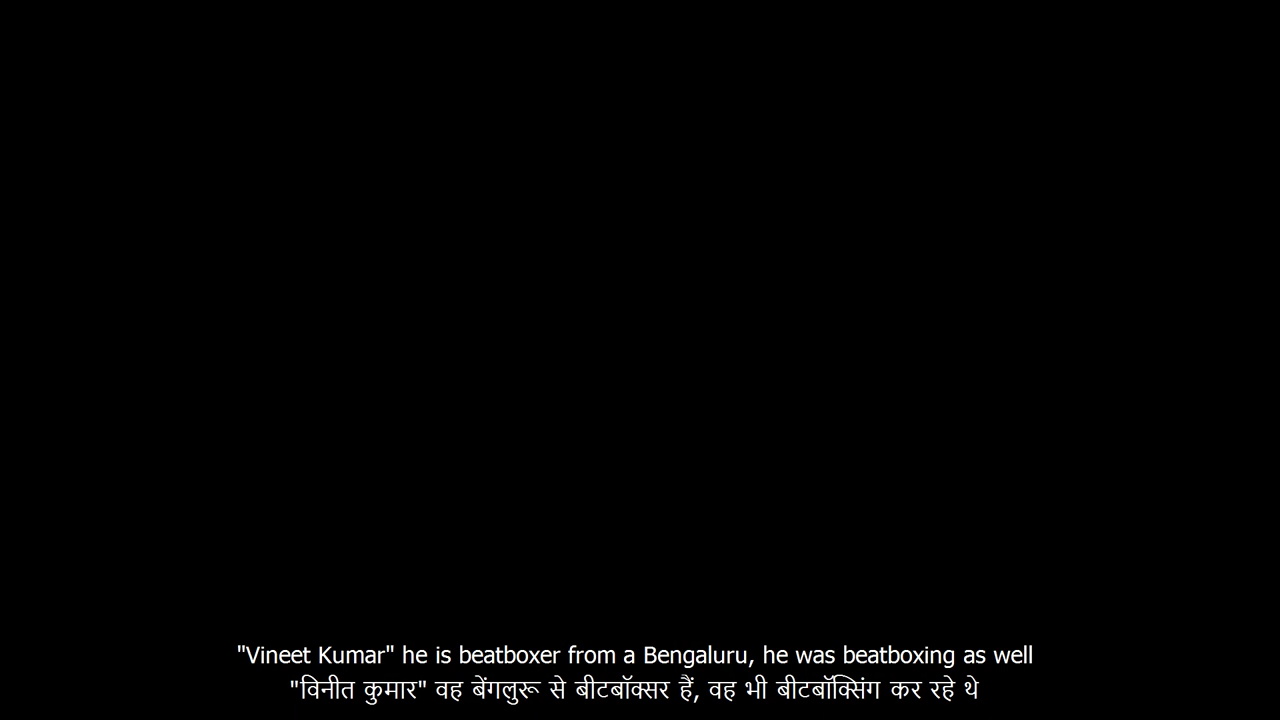 "Vineet Kumar" he is beatboxer from a Bengaluru, he was beatboxing as well
"विनीत कुमार" वह बेंगलुरू से बीटबॉक्सर हैं, वह भी बीटबॉक्सिंग कर रहे थे